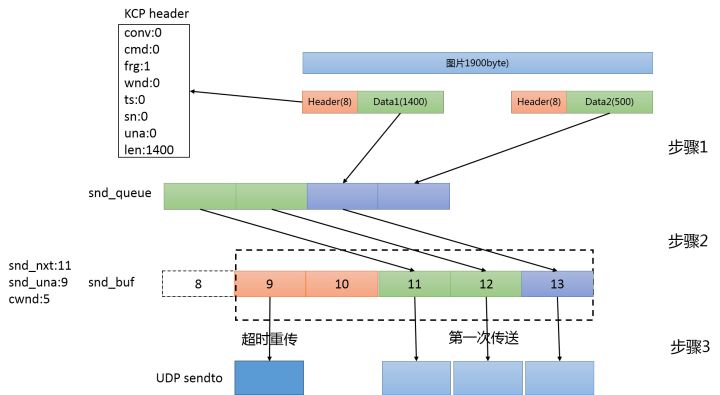 KCP header
conv:0
cmd:0
frg:1
wnd:0
ts:0
sn:0
una:0
len:1400
图片1900byte)
Header(8) Data1(1400) Header(8) Data2(500)
步骤1
snd_queue
步骤2
snd_nxt:11
snd_una:9
cwnd:5
snd_buf 8 9 10 11 12 13
超时重传 第一次传送
步骤3
UDP sendto